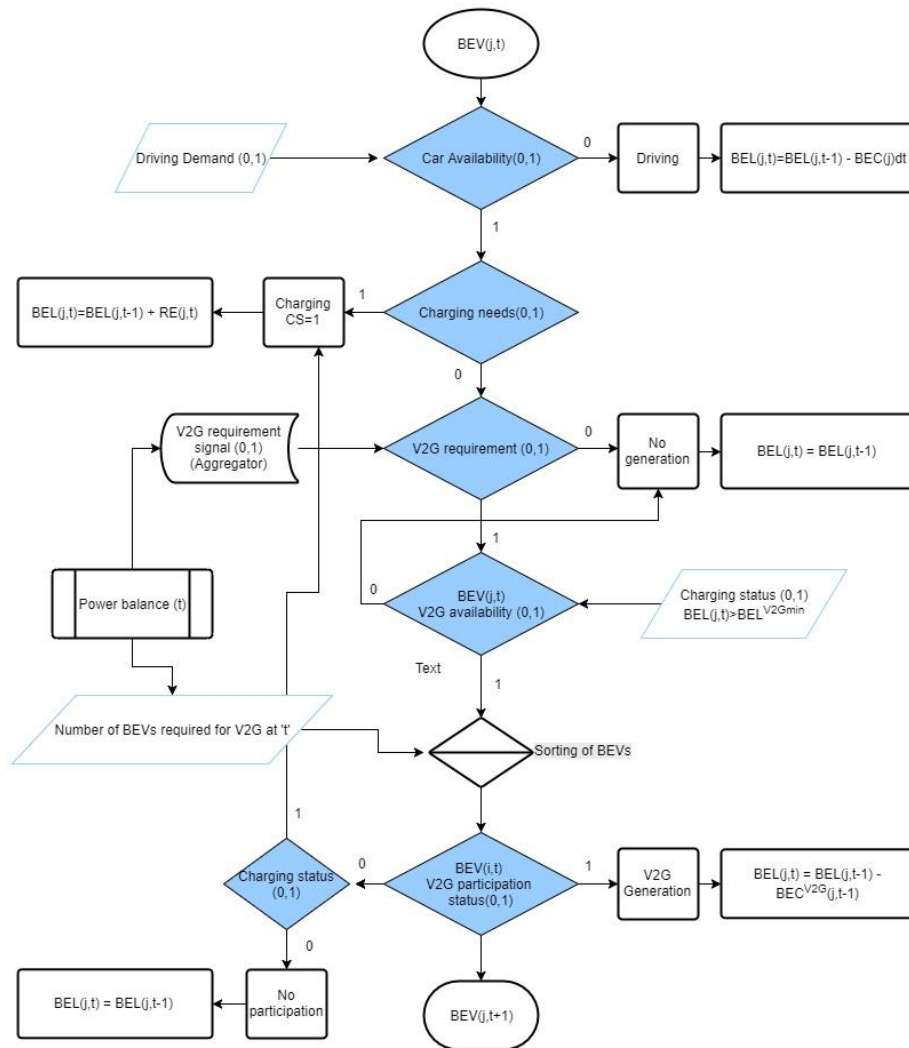 BEV(j,t)
Driving Demand (0,1)
Car Availability(0,1)
0
Driving
BEL(j,t)=BEL(j,t-1) - BEC(j)dt
1
BEL(j,t)=BEL(j,t-1) + RE(j,t)
Charging
CS=1
1
Charging needs(0,1)
0
V2G requirement
signal (0,1)
(Aggregator)
V2G requirement (0,1)
0
No
generation
BEL(j,t) = BEL(j,t-1)
1
Power balance (t)
0
BEV(j,t)
V2G availability (0,1)
Charging status (0,1)
BEL(j,t)>BEL^V2Gmin
Text
1
Number of BEVs required for V2G at 't'
Sorting of BEVs
1
Charging status
(0,1)
0
BEV(i,t)
V2G participation
status(0,1)
1
V2G
Generation
BEL(j,t) = BEL(j,t-1) -
BEC^V2G(j,t-1)
0
BEL(j,t) = BEL(j,t-1)
No
participation
BEV(j,t+1)